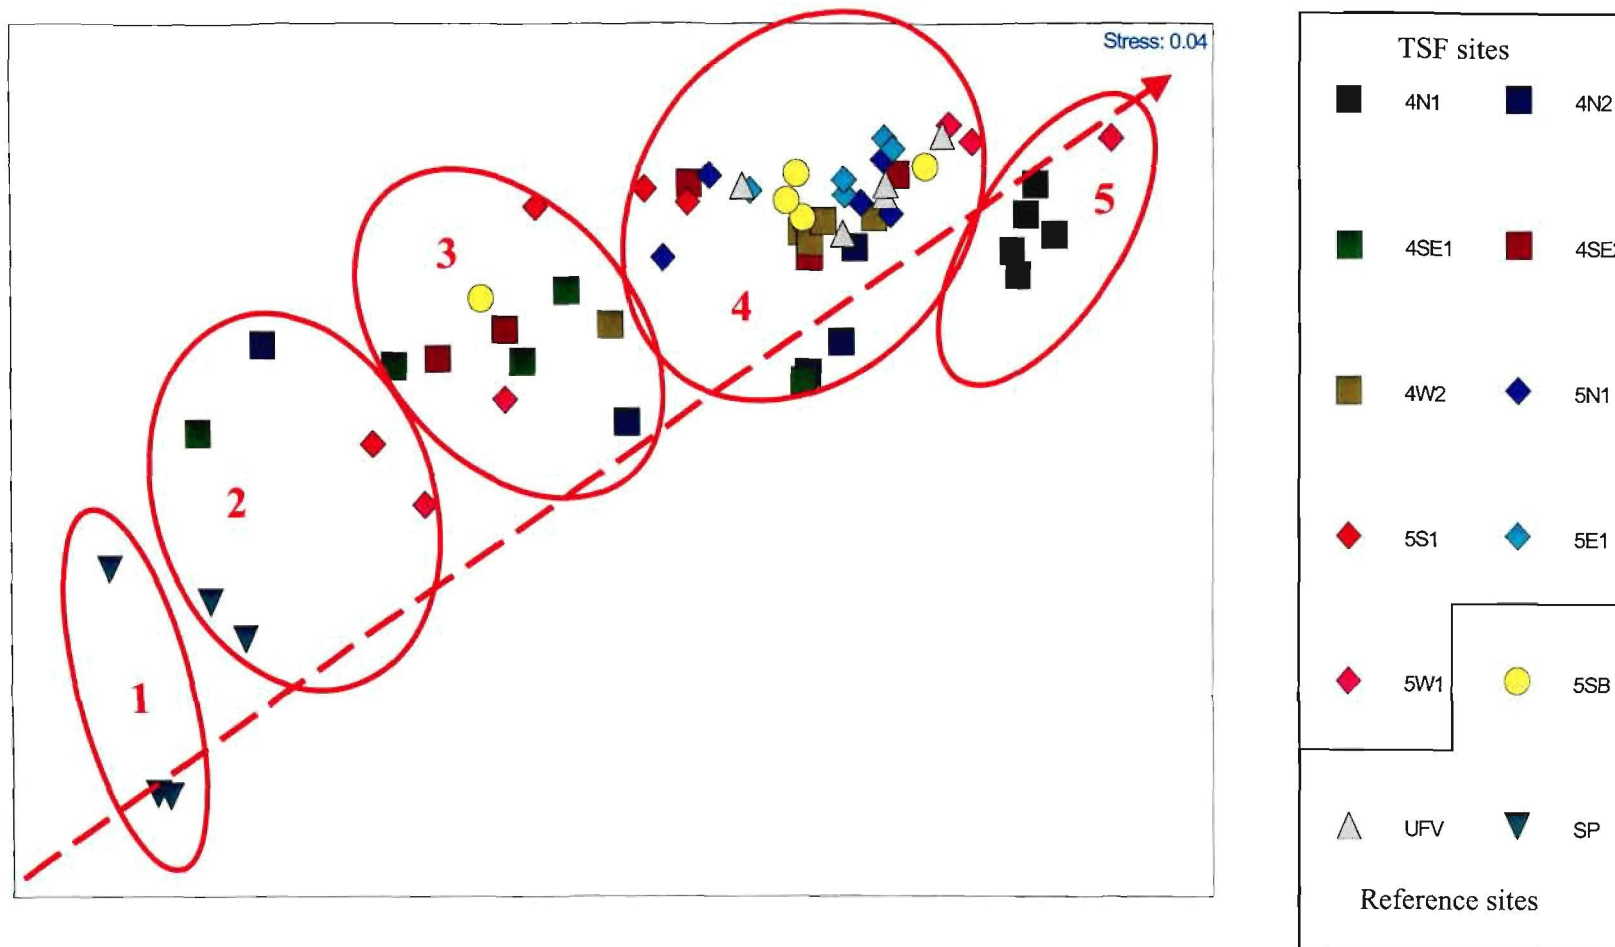 Stress: 0.04
1
2
3
4
5
TSF sites
4N1 4N2
4SE1 4SE2
4W2 5N1
5S1 5E1
5W1 5SB
UFV SP
Reference sites